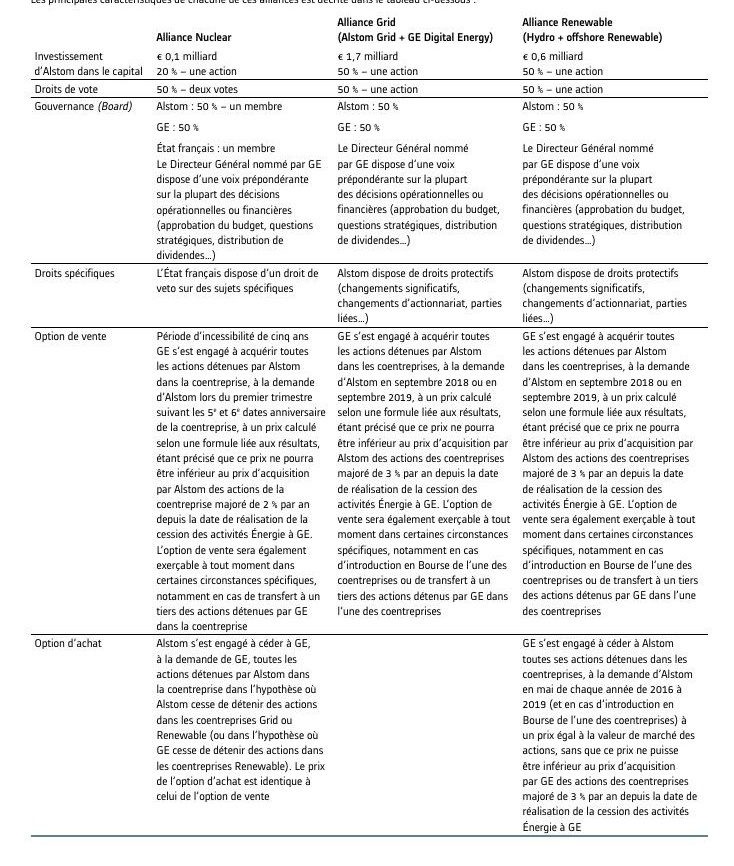 Les principales caractéristiques de chacune de ces alliances est décrite dans le tableau ci-dessous :
Alliance Nuclear
Alliance Grid
(Alstom Grid + GE Digital Energy)
Alliance Renewable
(Hydro + offshore Renewable)
Investissement
d’Alstom dans le capital
€ 0,1 milliard
20 % – une action
€ 1,7 milliard
50 % – une action
€ 0,6 milliard
50 % – une action
Droits de vote
50 % – deux votes
50 % – une action
50 % – une action
Gouvernance (Board)
Alstom : 50 % – un membre
GE : 50 %
État français : un membre
Le Directeur Général nommé par GE
dispose d’une voix prépondérante
sur la plupart des décisions
opérationnelles ou financières
(approbation du budget, questions
stratégiques, distribution de
dividendes…)
Alstom : 50 %
GE : 50 %
Le Directeur Général nommé
par GE dispose d’une voix
prépondérante sur la plupart
des décisions opérationnelles ou
financières (approbation du budget,
questions stratégiques, distribution
de dividendes…)
Alstom : 50 %
GE : 50 %
Le Directeur Général nommé
par GE dispose d’une voix
prépondérante sur la plupart
des décisions opérationnelles ou
financières (approbation du budget,
questions stratégiques, distribution
de dividendes…)
Droits spécifiques
L’État français dispose d’un droit de
veto sur des sujets spécifiques
Alstom dispose de droits protectifs
(changements significatifs,
changements d’actionnariat, parties
liées…)
Alstom dispose de droits protectifs
(changements significatifs,
changements d’actionnariat, parties
liées…)
Option de vente
Période d’incessibilité de cinq ans
GE s’est engagé à acquérir toutes
les actions détenues par Alstom
dans la coentreprise, à la demande
d’Alstom lors du premier trimestre
suivant les 5e et 6e dates anniversaire
de la coentreprise, à un prix calculé
selon une formule liée aux résultats,
étant précisé que ce prix ne pourra
être inférieur au prix d’acquisition
par Alstom des actions de la
coentreprise majoré de 2 % par an
depuis la date de réalisation de la
cession des activités Énergie à GE.
L’option de vente sera également
exerçable à tout moment dans
certaines circonstances spécifiques,
notamment en cas de transfert à un
tiers des actions détenues par GE
dans la coentreprise
GE s’est engagé à acquérir toutes
les actions détenues par Alstom
dans les coentreprises, à la demande
d’Alstom en septembre 2018 ou en
septembre 2019, à un prix calculé
selon une formule liée aux résultats,
étant précisé que ce prix ne pourra
être inférieur au prix d’acquisition par
Alstom des actions des coentreprises
majoré de 3 % par an depuis la date
de réalisation de la cession des
activités Énergie à GE. L’option de
vente sera également exerçable à tout
moment dans certaines circonstances
spécifiques, notamment en cas
d’introduction en Bourse de l’une des
coentreprises ou de transfert à un
tiers des actions détenus par GE dans
l’une des coentreprises
GE s’est engagé à acquérir toutes
les actions détenues par Alstom
dans les coentreprises, à la demande
d’Alstom en septembre 2018 ou en
septembre 2019, à un prix calculé
selon une formule liée aux résultats,
étant précisé que ce prix ne pourra
être inférieur au prix d’acquisition par
Alstom des actions des coentreprises
majoré de 3 % par an depuis la date
de réalisation de la cession des
activités Énergie à GE. L’option de
vente sera également exerçable à tout
moment dans certaines circonstances
spécifiques, notamment en cas
d’introduction en Bourse de l’une des
coentreprises ou de transfert à un tiers
des actions détenus par GE dans l’une
des coentreprises
Option d’achat
Alstom s’est engagé à céder à GE,
à la demande de GE, toutes les
actions détenues par Alstom dans
la coentreprise dans l’hypothèse où
Alstom cesse de détenir des actions
dans les coentreprises Grid ou
Renewable (ou dans l’hypothèse où
GE cesse de détenir des actions dans
les coentreprises Renewable). Le prix
de l’option d’achat est identique à
celui de l’option de vente
GE s’est engagé à céder à Alstom
toutes ses actions détenues dans les
coentreprises, à la demande d’Alstom
en mai de chaque année de 2016 à
2019 (et en cas d’introduction en
Bourse de l’une des coentreprises) à
un prix égal à la valeur de marché des
actions, sans que ce prix ne puisse
être inférieur au prix d’acquisition
par GE des actions des coentreprises
majoré de 3 % par an depuis la date de
réalisation de la cession des activités
Énergie à GE